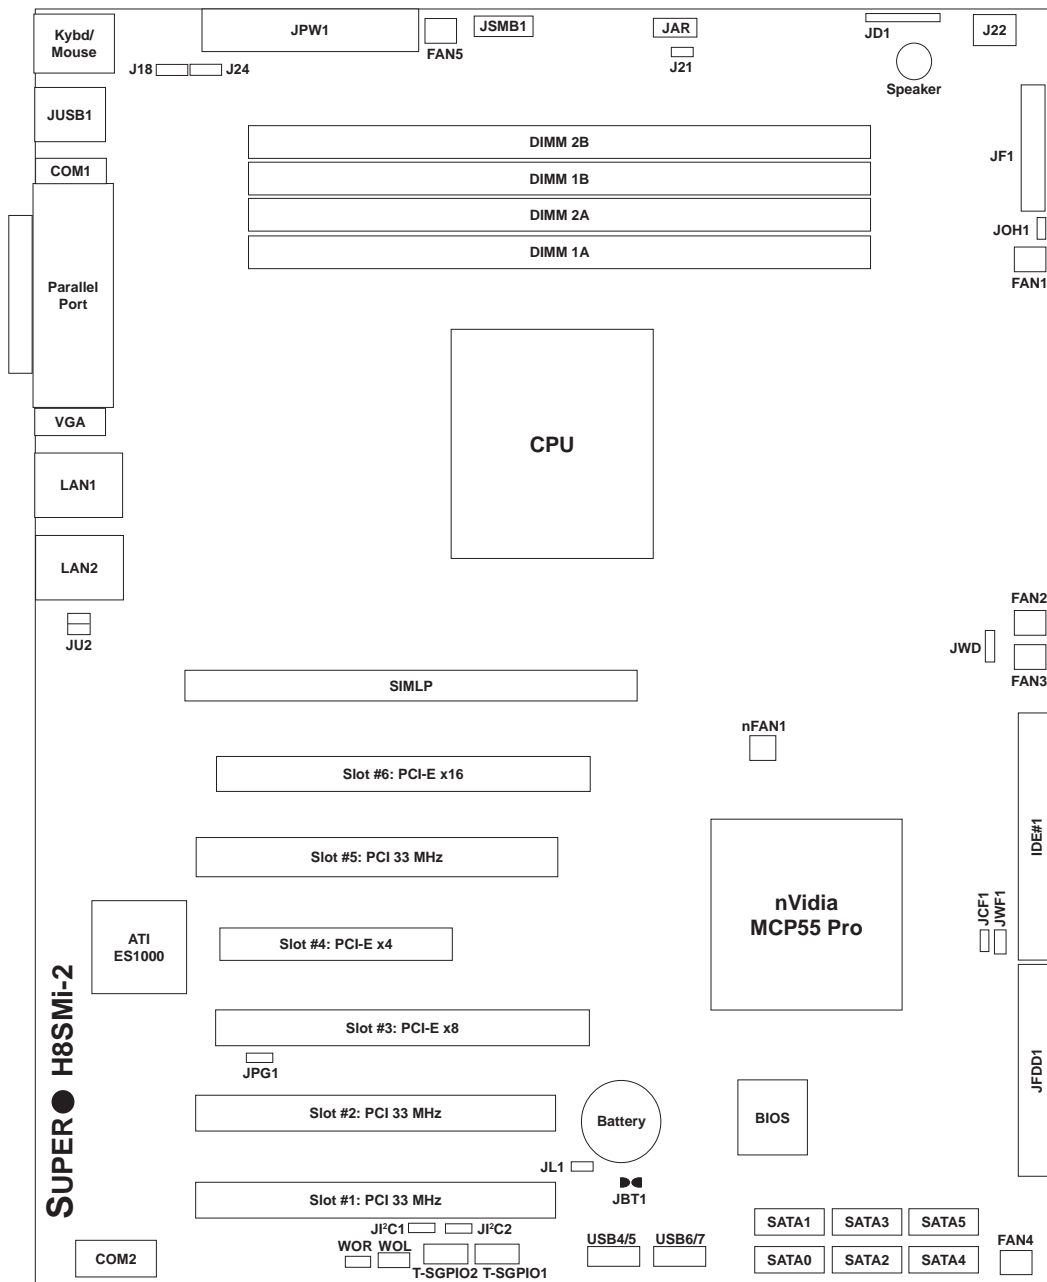 Kybd/
Mouse
JPW1
FAN5
JSMB1
JAR
JD1
J22
J18
J24
J21
Speaker
JUSB1
DIMM 2B
COM1
DIMM 1B
JF1
DIMM 2A
JOH1
DIMM 1A
FAN1
Parallel
Port
VGA
CPU
LAN1
LAN2
FAN2
JU2
JWD
FAN3
SIMLP
nFAN1
Slot #6: PCI-E x16
IDE#1
Slot #5: PCI 33 MHz
nVidia
MCP55 Pro
JCF1
JWF1
ATI
ES1000
Slot #4: PCI-E x4
SUPER H8SMi-2
Slot #3: PCI-E x8
JPG1
JFDD1
Slot #2: PCI 33 MHz
Battery
BIOS
JL1
JBT1
Slot #1: PCI 33 MHz
JI²C1
JI²C2
SATA1
SATA3
SATA5
COM2
WOR
WOL
T-SGPIO2
T-SGPIO1
USB4/5
USB6/7
SATA0
SATA2
SATA4
FAN4